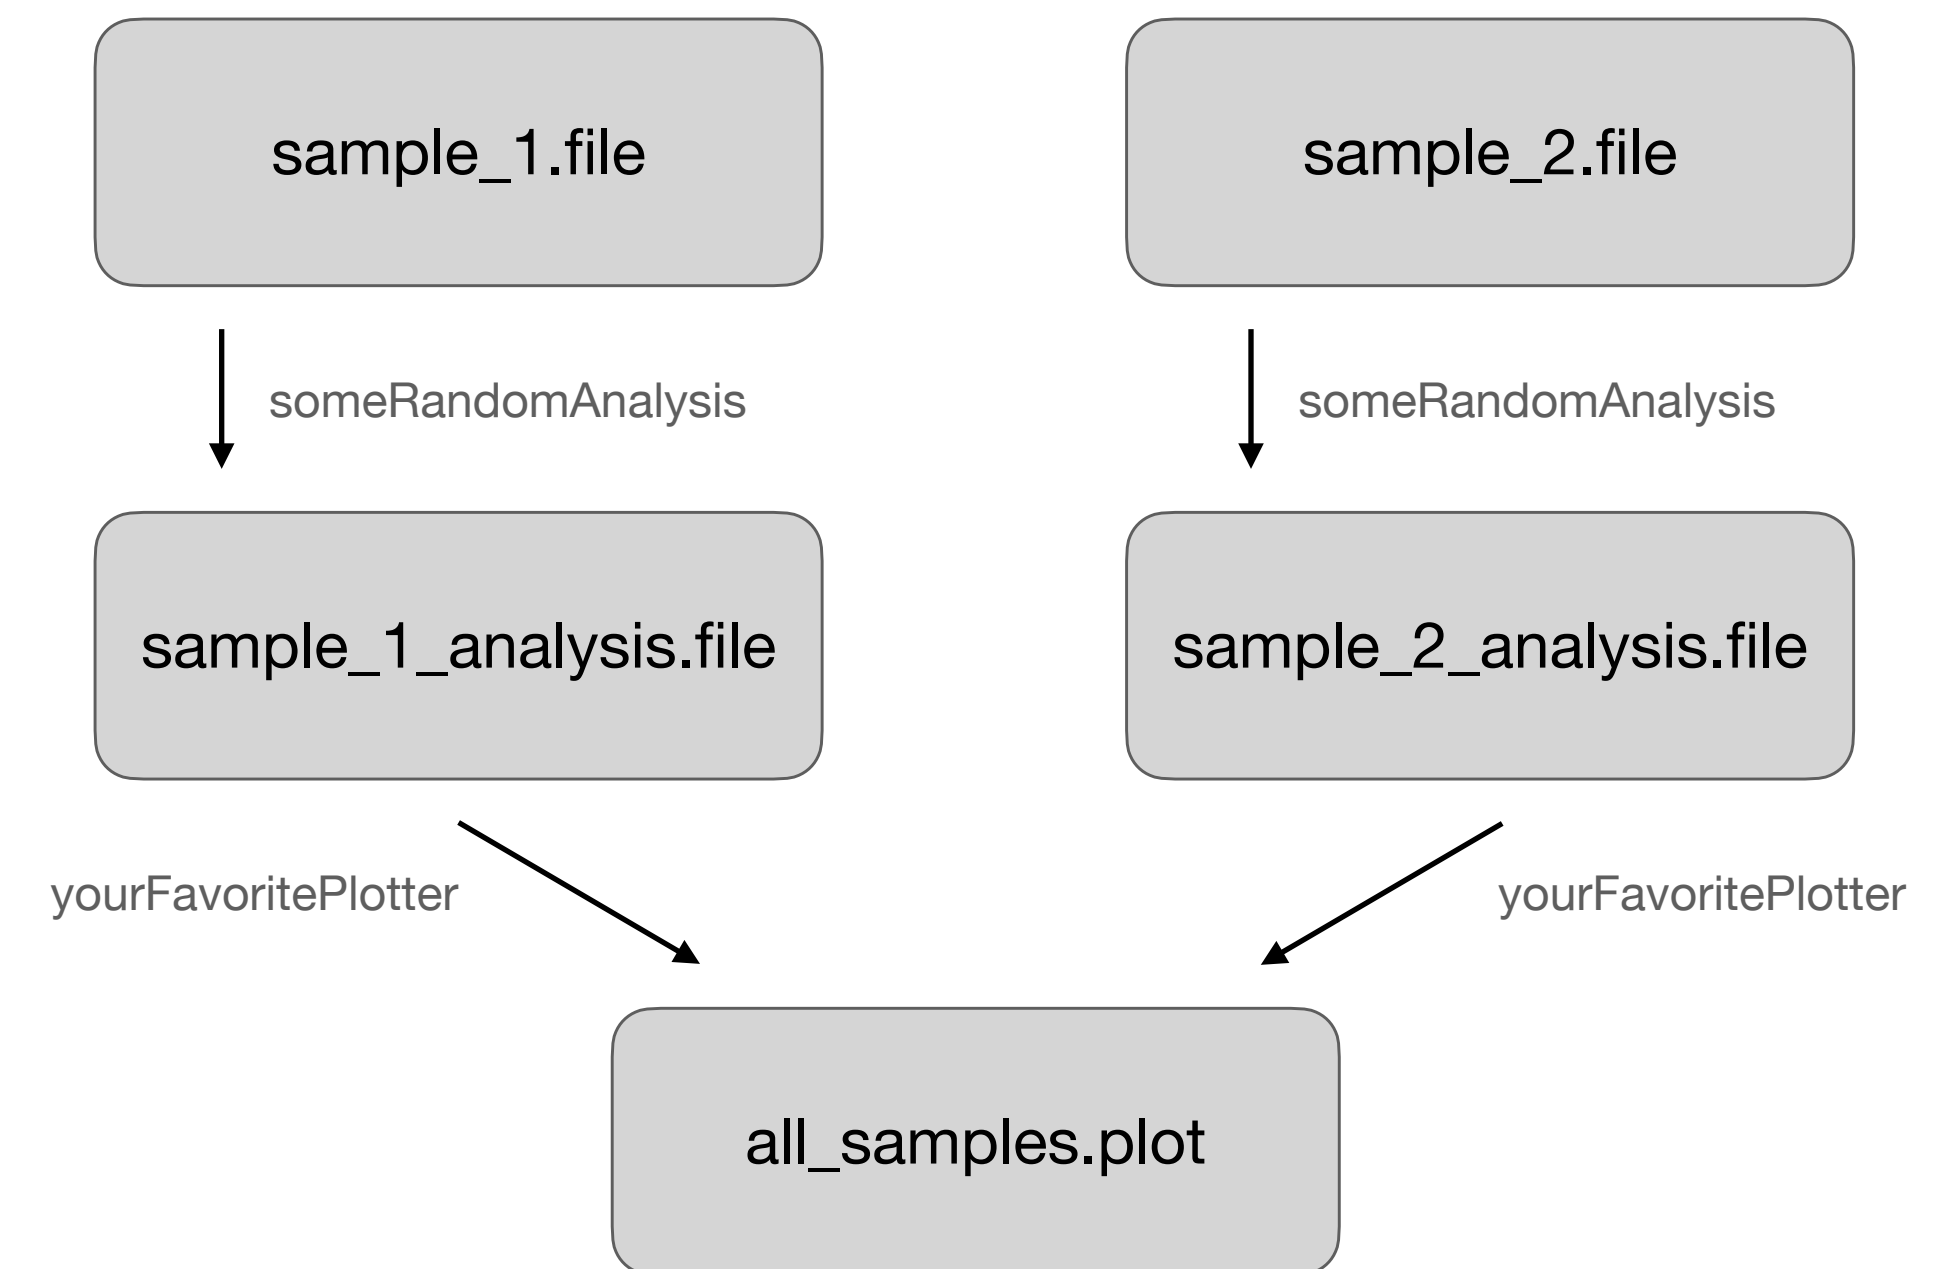 sample_1.file
sample_2.file
someRandomAnalysis
someRandomAnalysis
sample_1_analysis.file
sample_2_analysis.file
yourFavoritePlotter
yourFavoritePlotter
all_samples.plot